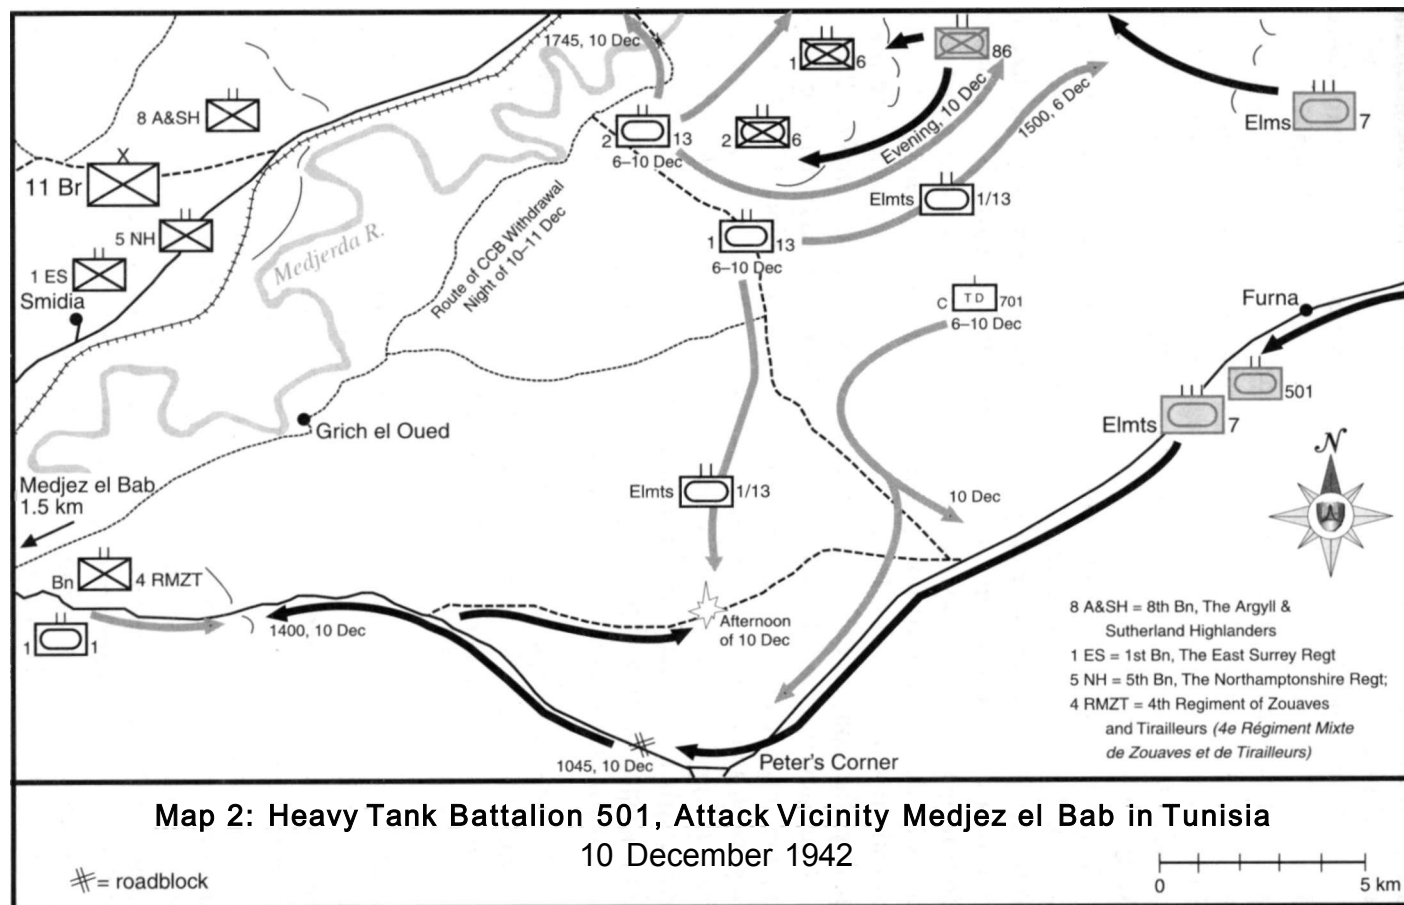 1745, 10 Dec
1 6
86
8 A&SH
2 13
6–10 Dec
2 6
Evening, 10 Dec
1500, 6 Dec
Elms 7
X
11 Br
Elmts 1/13
5 NH
1 13
6–10 Dec
Medjerda R.
Route of CCB Withdrawal
Night of 10–11 Dec
1 ES
Smidia
C TD 701
6–10 Dec
Furna
501
Elmts 7
Grich el Oued
N
Medjez el Bab
1.5 km
Elmts 1/13
10 Dec
Bn 4 RMZT
1 1
1400, 10 Dec
Afternoon
of 10 Dec
8 A&SH = 8th Bn, The Argyll &
Sutherland Highlanders
1 ES = 1st Bn, The East Surrey Regt
5 NH = 5th Bn, The Northamptonshire Regt;
4 RMZT = 4th Regiment of Zouaves
and Tirailleurs (4e Régiment Mixte
de Zouaves et de Tirailleurs)
1045, 10 Dec
Peter's Corner
Map 2: Heavy Tank Battalion 501, Attack Vicinity Medjez el Bab in Tunisia
10 December 1942
= roadblock
0 5 km